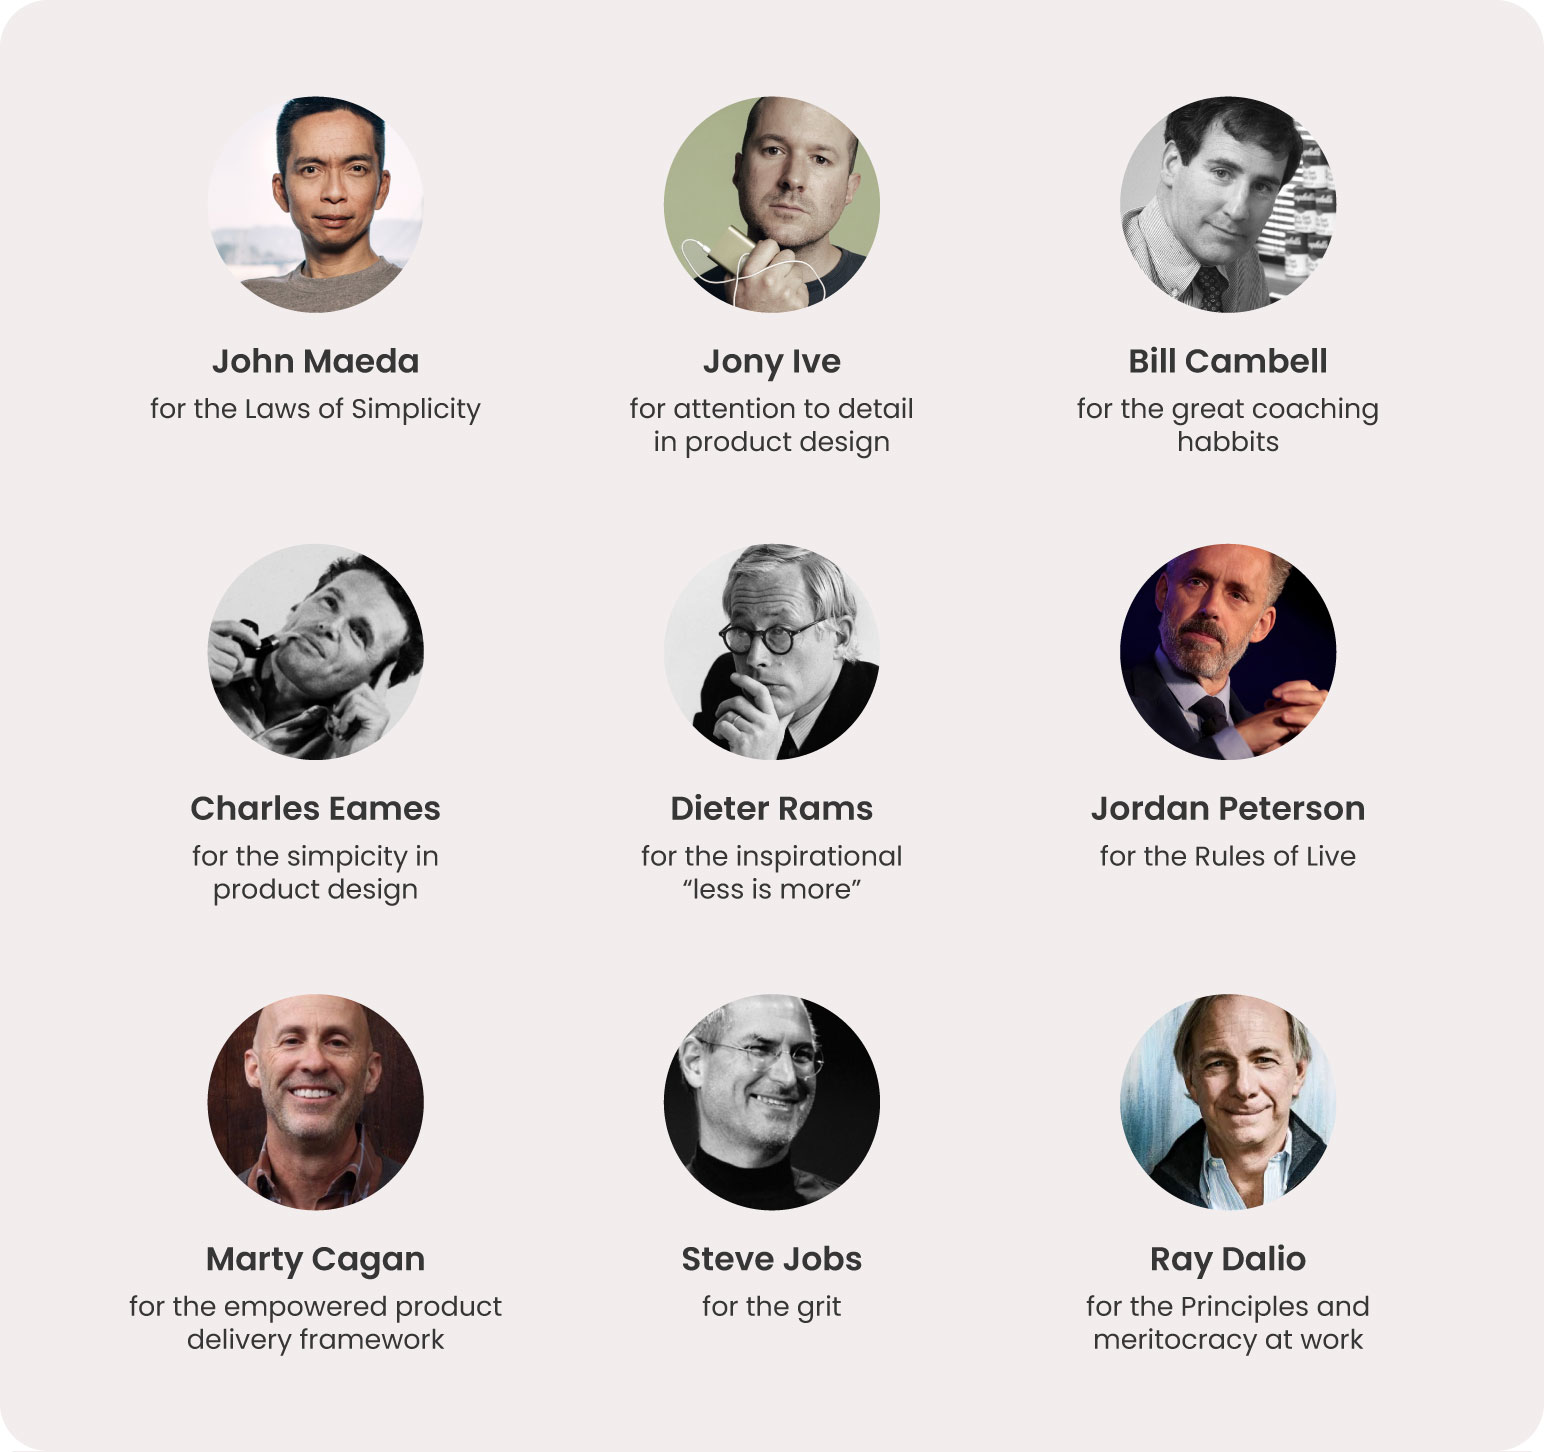 John Maeda
for the Laws of Simplicity
Jony Ive
for attention to detail
in product design
Bill Cambell
for the great coaching
habbits
Charles Eames
for the simpicity in
product design
Dieter Rams
for the inspirational
“less is more”
Jordan Peterson
for the Rules of Live
Marty Cagan
for the empowered product
delivery framework
Steve Jobs
for the grit
Ray Dalio
for the Principles and
meritocracy at work